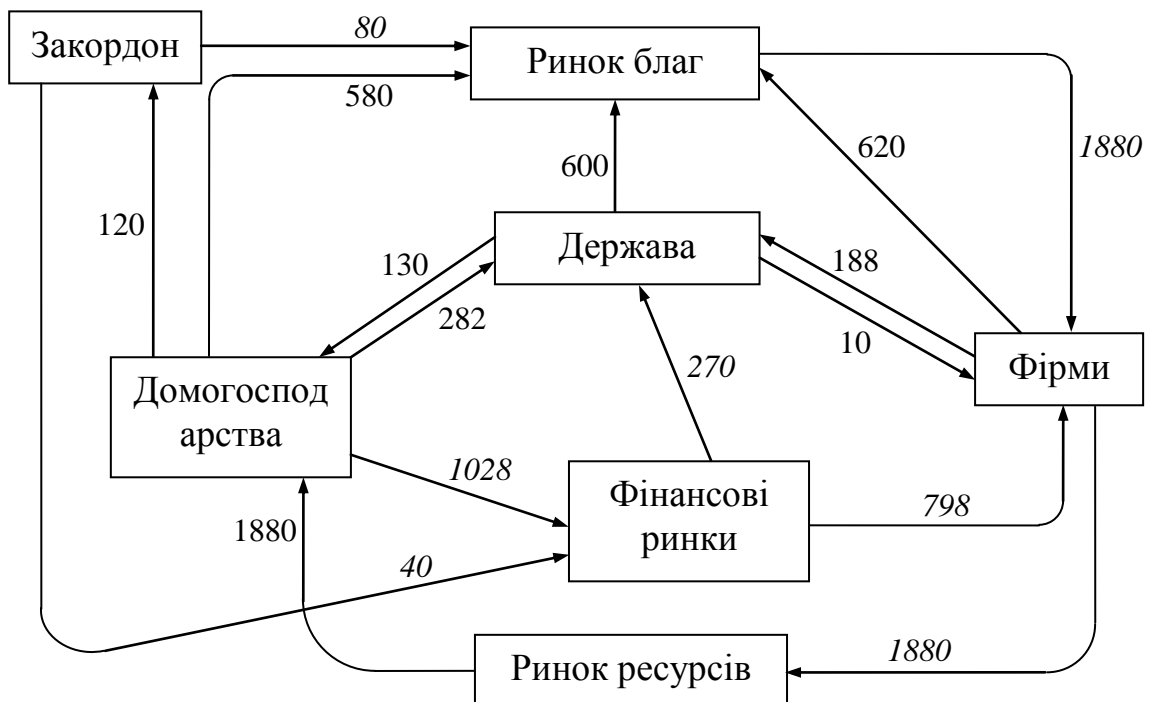 Закордон
80
Ринок благ
580
1880
620
600
120
Держава
130
188
282
10
270
Фірми
Домогоспод
арства
1028
Фінансові
ринки
798
1880
40
1880
Ринок ресурсів